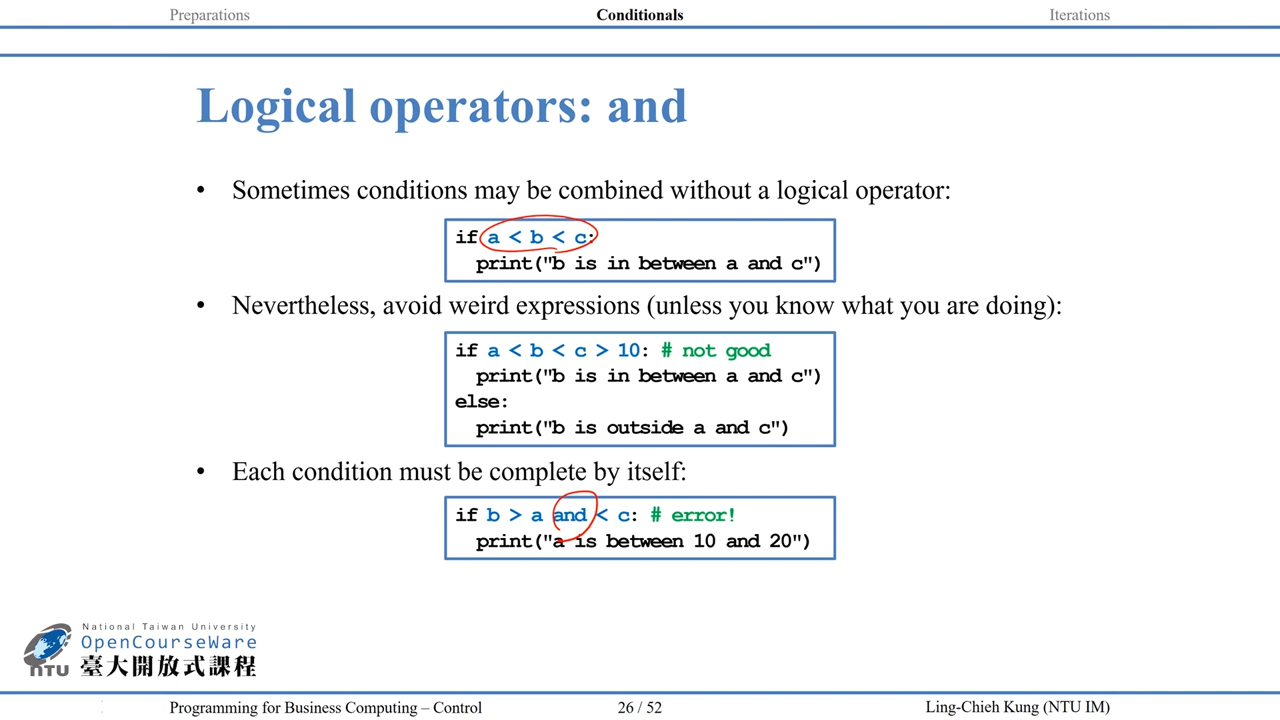 Preparations Conditionals Iterations
Logical operators: and
• Sometimes conditions may be combined without a logical operator:
if a < b < c:
print("b is in between a and c")
• Nevertheless, avoid weird expressions (unless you know what you are doing):
if a < b < c > 10: # not good
print("b is in between a and c")
else:
print("b is outside a and c")
• Each condition must be complete by itself:
if b > a and < c: # error!
print("a is between 10 and 20")
National Taiwan University
OpenCourseWare
NTU 臺大開放式課程
Programming for Business Computing – Control 26 / 52 Ling-Chieh Kung (NTU IM)